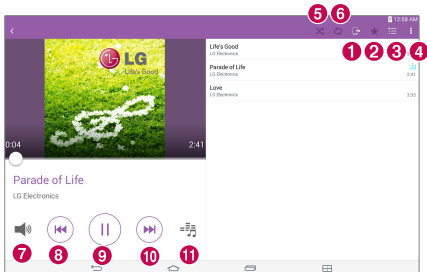 5 6
12:58 AM
1 2 3 4
LG
Life's Good
0:04
2:41
Parade of Life
LG Electronics
Life's Good
LG Electronics
Parade of Life
LG Electronics
2:41
Love
LG Electronics
3:33
7 8 9 10 11